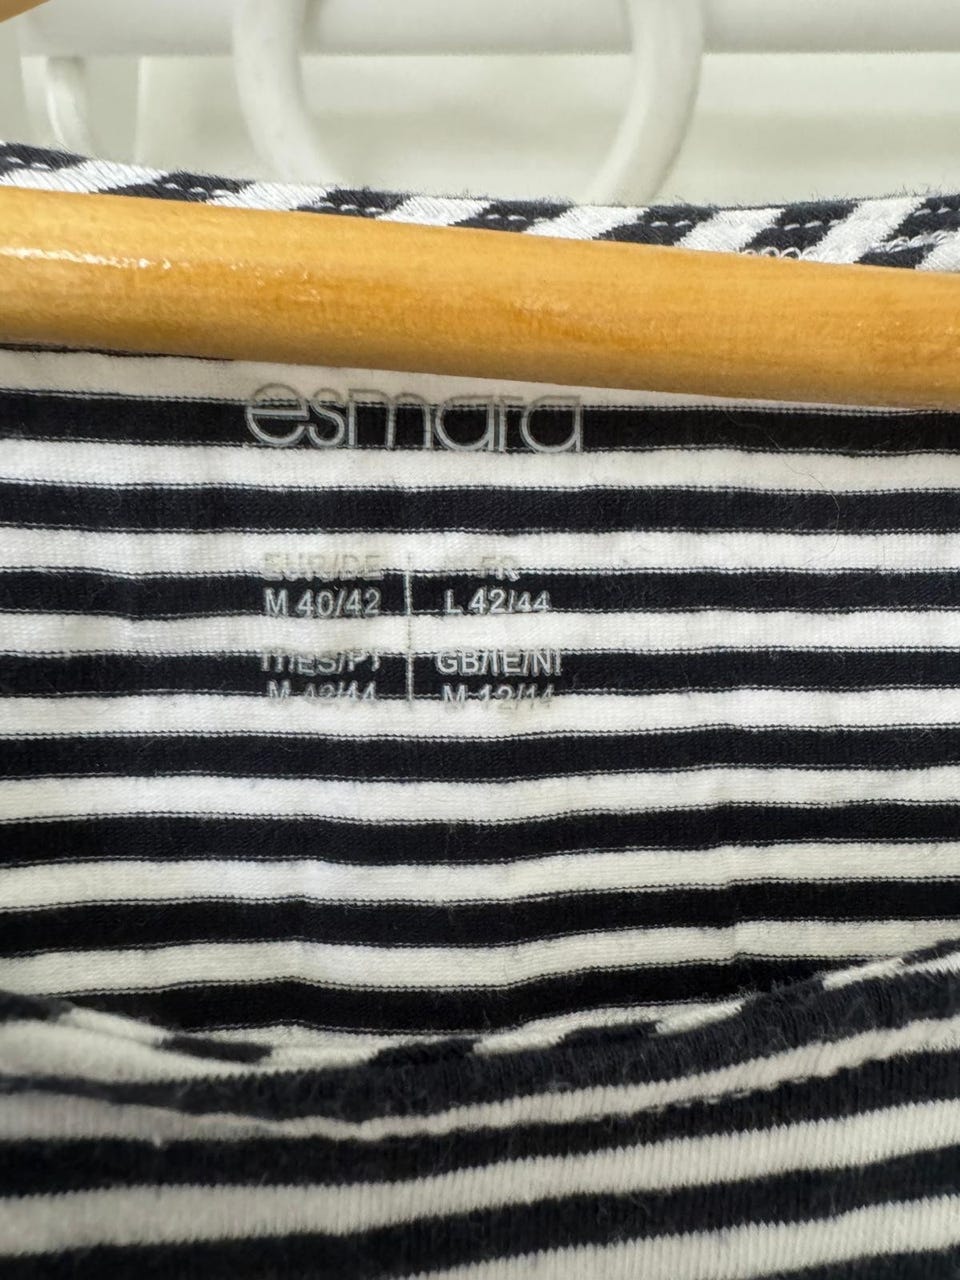 esmara
EUR/DE
M 40/42
FR
L 42/44
IT/ES/PT
M 42/44
GB/IE/NI
M 12/14